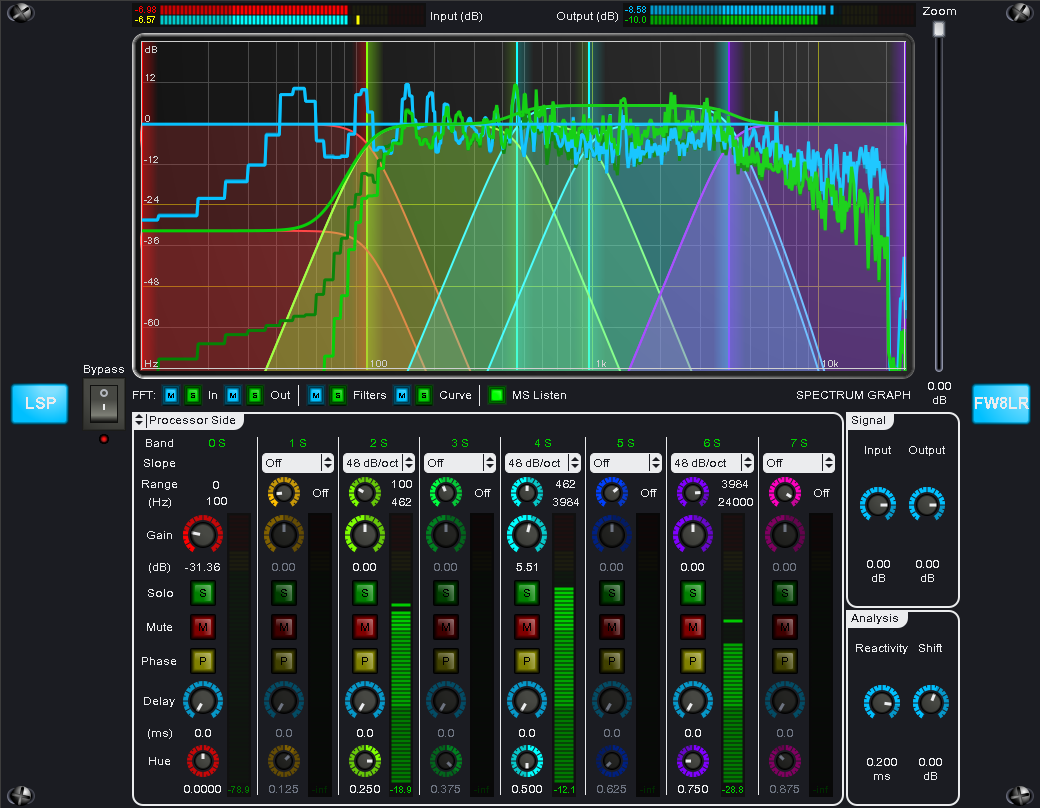 -6.98 Input (dB) Output (dB) -8.58 Zoom
-6.57 -10.0
dB
12
0
-12
-24
-36
-48
-60
Hz 100 1k 10k
Bypass
0.00
dB
LSP
FW8LR
FFT: M S In M S Out M S Filters M S Curve MS Listen SPECTRUM GRAPH
Processor Side
Signal
Band 0 S 1 S 2 S 3 S 4 S 5 S 6 S 7 S
Slope Off 48 dB/oct Off 48 dB/oct Off 48 dB/oct Off
Range 0 Off 100 Off 462 Off 3984 Off
(Hz) 100 462 3984 24000
Gain
(dB) -31.36 0.00 0.00 0.00 5.51 0.00 0.00 0.00
Solo S S S S S S S S
Mute M M M M M M M M
Phase P P P P P P P P
Delay
(ms) 0.0 0.0 0.0 0.0 0.0 0.0 0.0 0.0
Hue
0.0000 -78.9 0.125 -inf 0.250 -18.9 0.375 -inf 0.500 -12.1 0.625 -inf 0.750 -28.8 0.875 -inf
Input Output
0.00 0.00
dB dB
Analysis
Reactivity Shift
0.200 0.00
ms dB